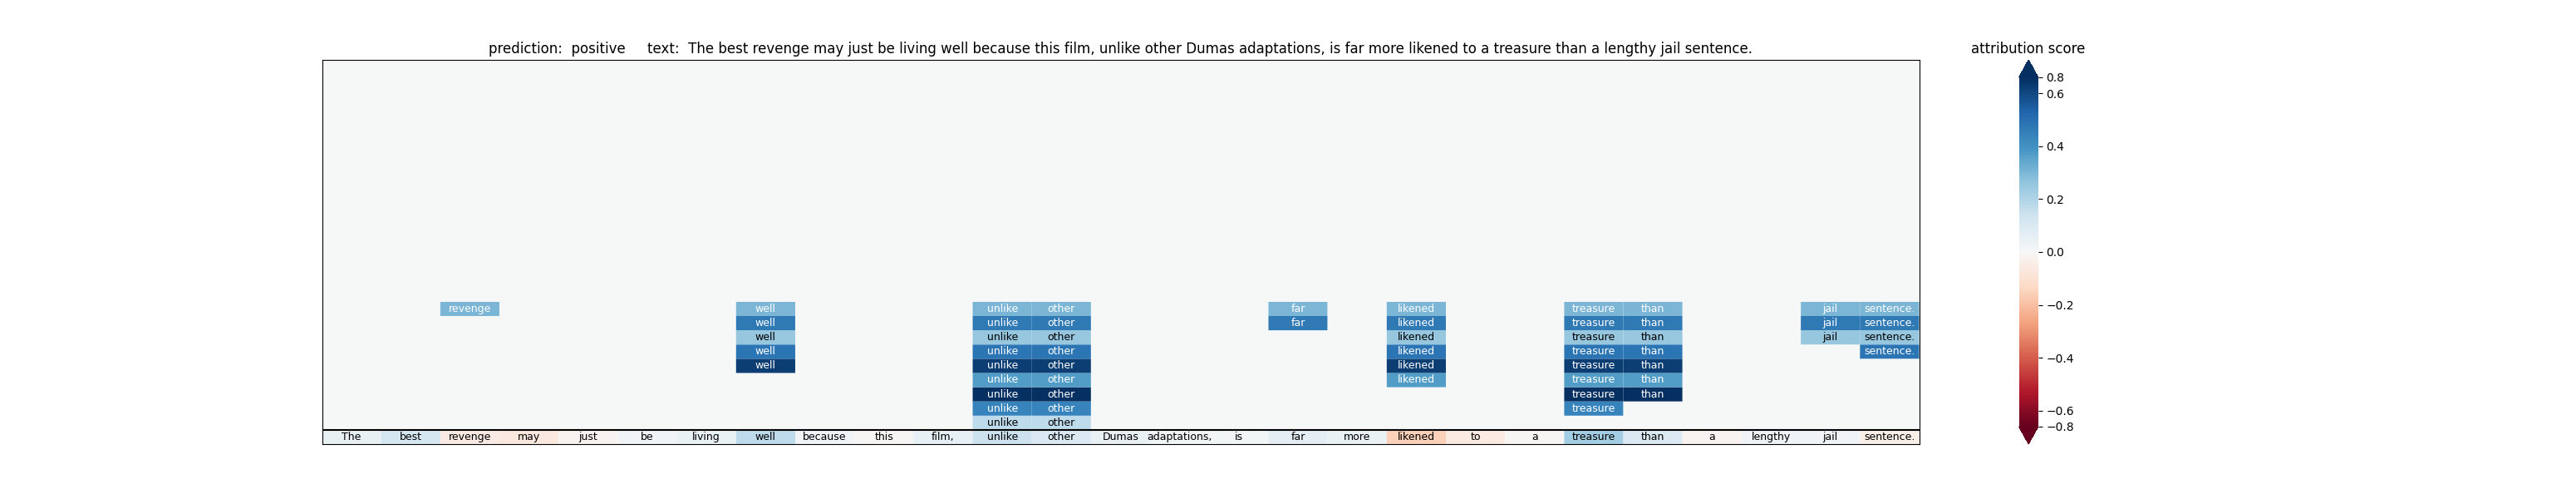 prediction:  positive     text:  The best revenge may just be living well because this film, unlike other Dumas adaptations, is far more likened to a treasure than a lengthy jail sentence.
attribution score
0.8
0.6
0.4
0.2
0.0
−0.2
−0.4
−0.6
−0.8
revenge well unlike other far likened treasure than jail sentence.
well unlike other far likened treasure than jail sentence.
well unlike other likened treasure than jail sentence.
well unlike other likened treasure than sentence.
well unlike other likened treasure than
unlike other likened treasure than
unlike other treasure than
unlike other treasure
unlike other
The best revenge may just be living well because this film, unlike other Dumas adaptations, is far more likened to a treasure than a lengthy jail sentence.